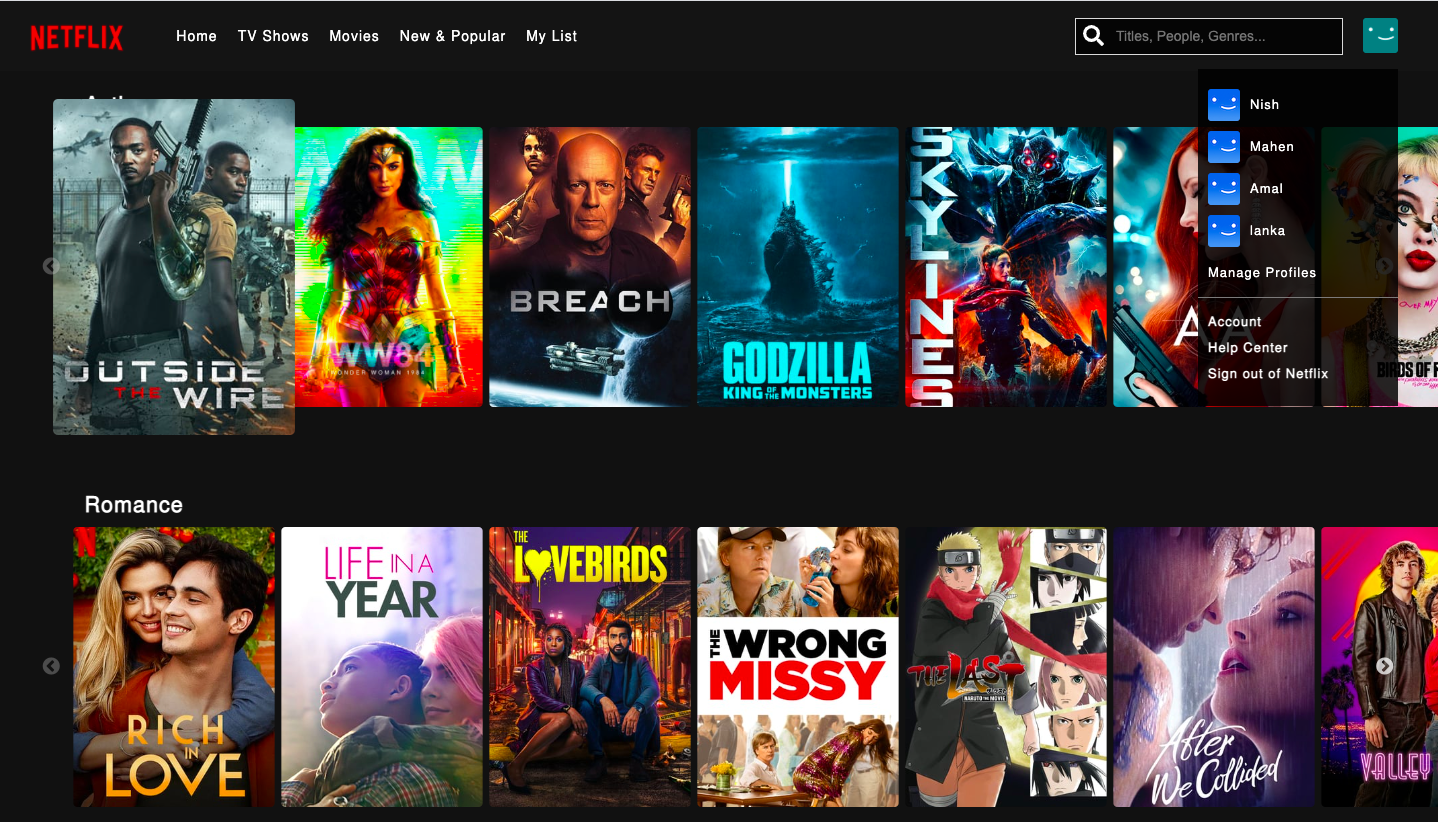 NETFLIX
Home
TV Shows
Movies
New & Popular
My List
Titles, People, Genres...
Nish
Mahen
Amal
lanka
Manage Profiles
Account
Help Center
Sign out of Netflix
OUTSIDE
THE WIRE
WW84
WONDER WOMAN 1984
BREACH
GODZILLA
KING OF THE MONSTERS
SKYLINES
BIRDS OF
Romance
RICH
IN
LOVE
LIFE IN A
YEAR
THE
LOVEBIRDS
THE WRONG
MISSY
THE LAST
NARUTO THE MOVIE
After
We Collided
VALLEY